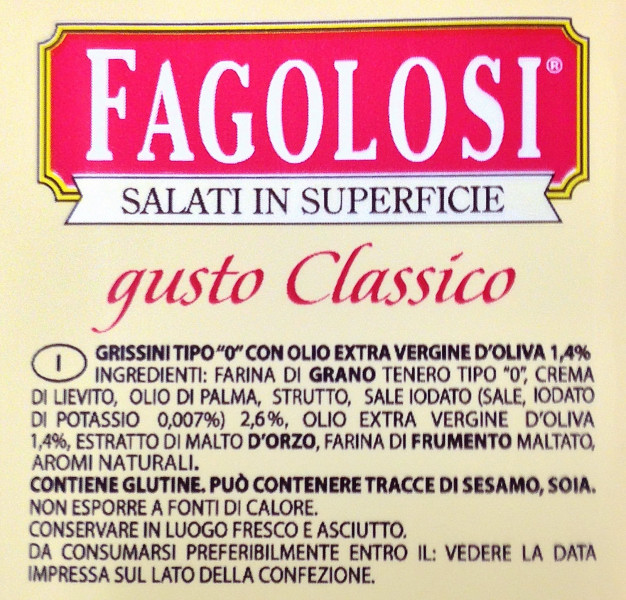 FAGOLOSI®
SALATI IN SUPERFICIE
gusto Classico
I GRISSINI TIPO "0" CON OLIO EXTRA VERGINE D'OLIVA 1,4%
INGREDIENTI: FARINA DI GRANO TENERO TIPO "0", CREMA
DI LIEVITO, OLIO DI PALMA, STRUTTO, SALE IODATO (SALE, IODATO
DI POTASSIO 0,007%) 2,6%, OLIO EXTRA VERGINE D'OLIVA
1,4%, ESTRATTO DI MALTO D'ORZO, FARINA DI FRUMENTO MALTATO,
AROMI NATURALI.
CONTIENE GLUTINE. PUÒ CONTENERE TRACCE DI SESAMO, SOIA.
NON ESPORRE A FONTI DI CALORE.
CONSERVARE IN LUOGO FRESCO E ASCIUTTO.
DA CONSUMARSI PREFERIBILMENTE ENTRO IL: VEDERE LA DATA
IMPRESSA SUL LATO DELLA CONFEZIONE.